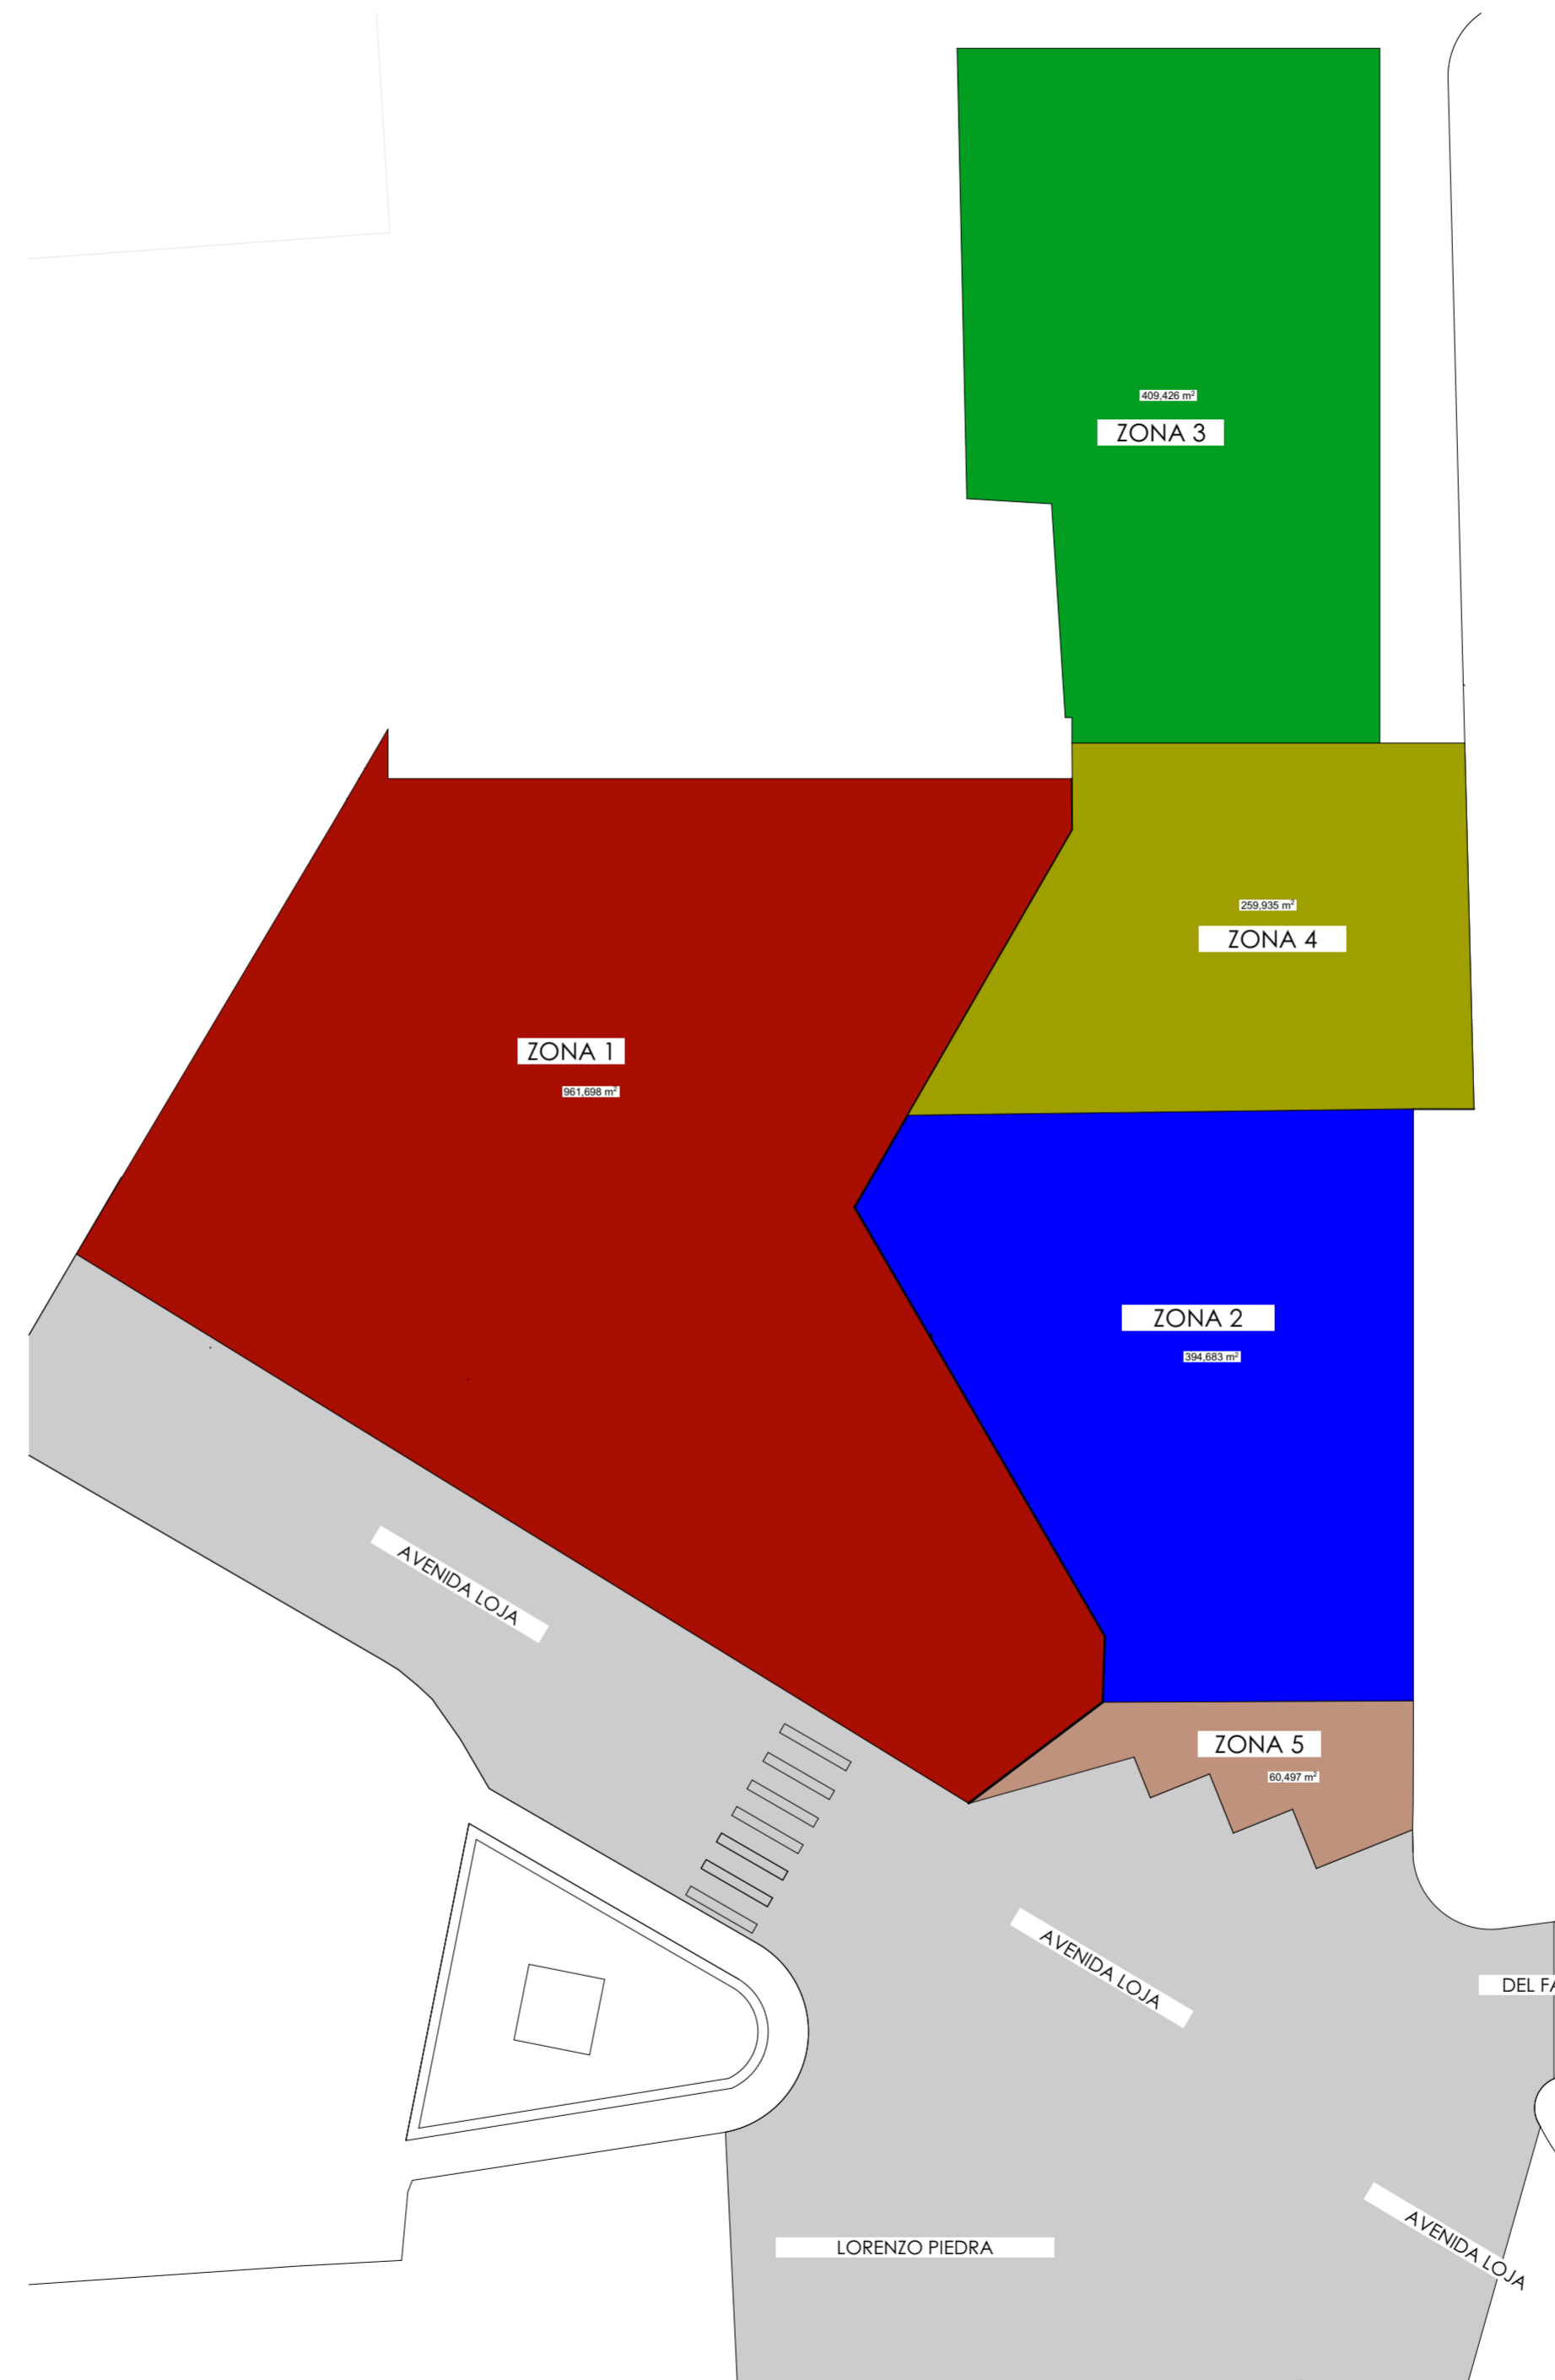 409,426 m²
ZONA 3
259,935 m²
ZONA 4
ZONA 1
961,698 m²
ZONA 2
394,683 m²
AVENIDA LOJA
ZONA 5
60,497 m²
AVENIDA LOJA
DEL FA
AVENIDA LOJA
LORENZO PIEDRA